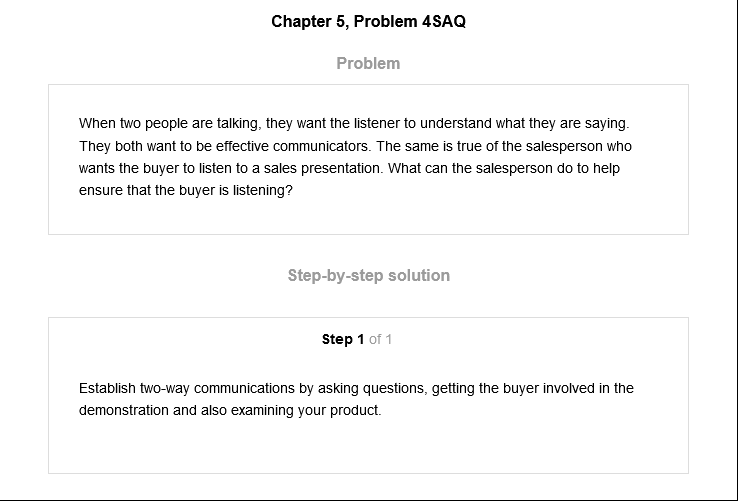 Chapter 5, Problem 4SAQ
Problem
When two people are talking, they want the listener to understand what they are saying.
They both want to be effective communicators. The same is true of the salesperson who
wants the buyer to listen to a sales presentation. What can the salesperson do to help
ensure that the buyer is listening?
Step-by-step solution
Step 1 of 1
Establish two-way communications by asking questions, getting the buyer involved in the
demonstration and also examining your product.